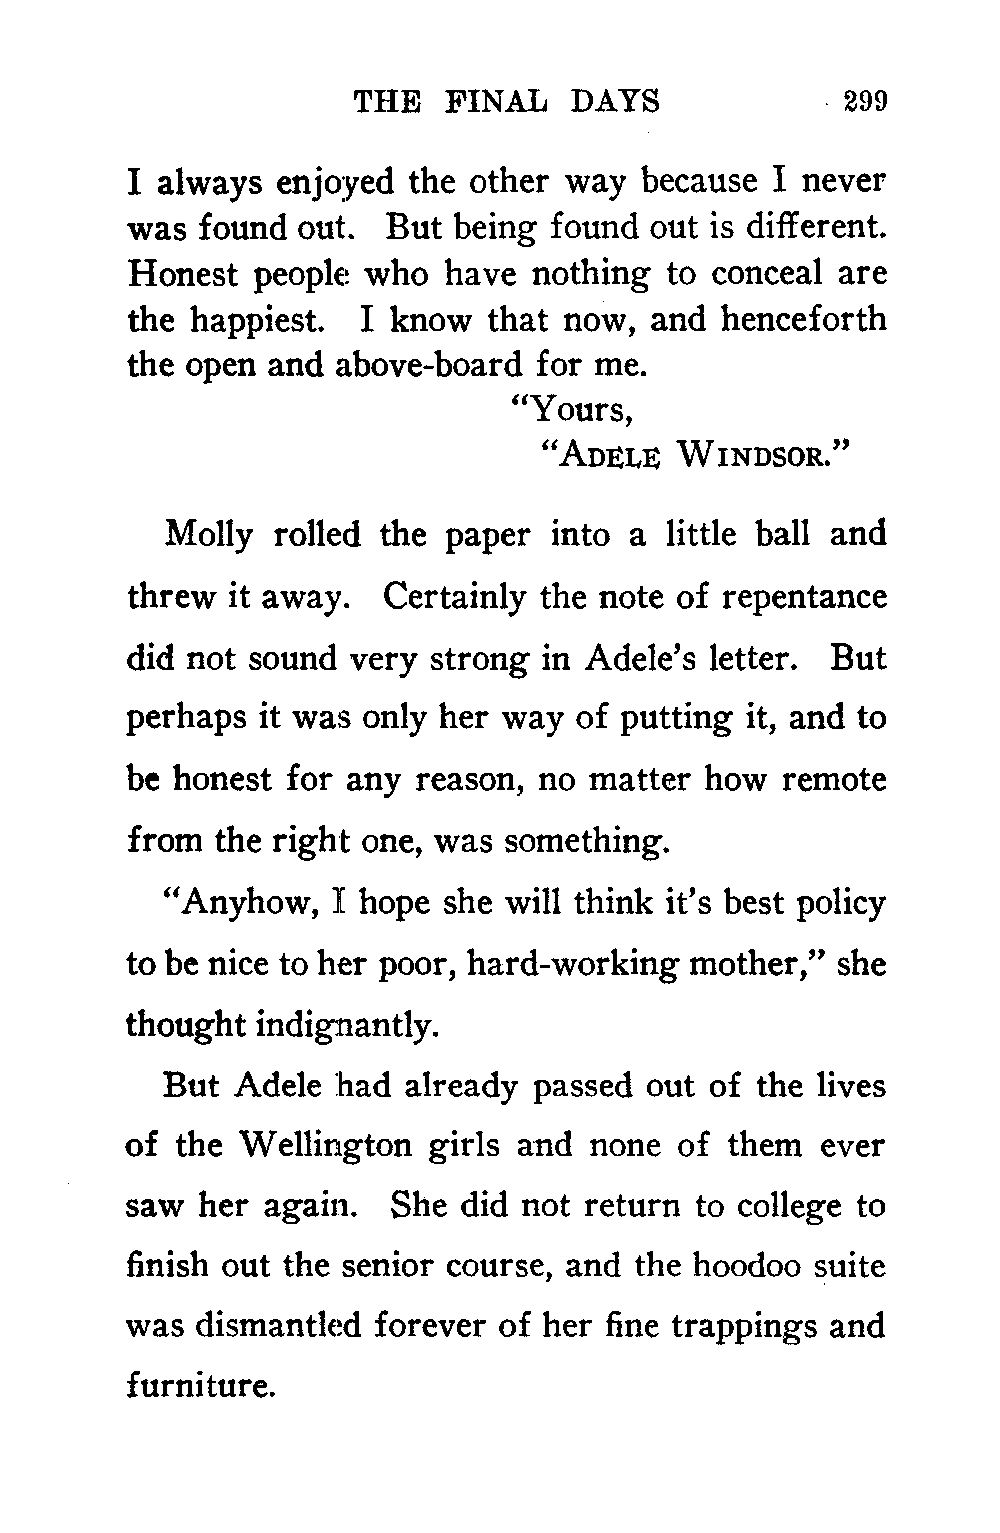 THE FINAL DAYS 299
I always enjoyed the other way because I never
was found out. But being found out is different.
Honest people who have nothing to conceal are
the happiest. I know that now, and henceforth
the open and above-board for me.
“Yours,
“ADELE WINDSOR.”
Molly rolled the paper into a little ball and
threw it away. Certainly the note of repentance
did not sound very strong in Adele’s letter. But
perhaps it was only her way of putting it, and to
be honest for any reason, no matter how remote
from the right one, was something.
“Anyhow, I hope she will think it’s best policy
to be nice to her poor, hard-working mother,” she
thought indignantly.
But Adele had already passed out of the lives
of the Wellington girls and none of them ever
saw her again. She did not return to college to
finish out the senior course, and the hoodoo suite
was dismantled forever of her fine trappings and
furniture.